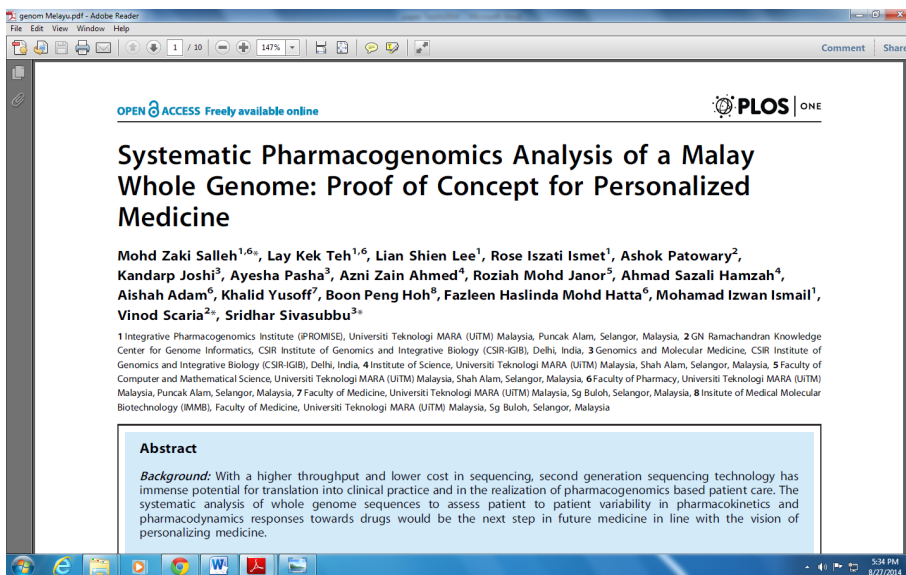 genom Melayu.pdf - Adobe Reader
File Edit View Window Help
1 / 10 147% Comment Share
OPEN ACCESS Freely available online
PLOS ONE
Systematic Pharmacogenomics Analysis of a Malay
Whole Genome: Proof of Concept for Personalized
Medicine
Mohd Zaki Salleh1,6*, Lay Kek Teh1,6, Lian Shien Lee1, Rose Iszati Ismet1, Ashok Patowary2,
Kandarp Joshi3, Ayesha Pasha3, Azni Zain Ahmed4, Roziah Mohd Janor5, Ahmad Sazali Hamzah4,
Aishah Adam6, Khalid Yusoff7, Boon Peng Hoh8, Fazleen Haslinda Mohd Hatta6, Mohamad Izwan Ismail1,
Vinod Scaria2*, Sridhar Sivasubbu3*
1 Integrative Pharmacogenomics Institute (iPROMISE), Universiti Teknologi MARA (UiTM) Malaysia, Puncak Alam, Selangor, Malaysia, 2 GN Ramachandran Knowledge
Center for Genome Informatics, CSIR Institute of Genomics and Integrative Biology (CSIR-IGIB), Delhi, India, 3 Genomics and Molecular Medicine, CSIR Institute of
Genomics and Integrative Biology (CSIR-IGIB), Delhi, India, 4 Institute of Science, Universiti Teknologi MARA (UiTM) Malaysia, Shah Alam, Selangor, Malaysia, 5 Faculty of
Computer and Mathematical Science, Universiti Teknologi MARA (UiTM) Malaysia, Shah Alam, Selangor, Malaysia, 6 Faculty of Pharmacy, Universiti Teknologi MARA (UiTM)
Malaysia, Puncak Alam, Selangor, Malaysia, 7 Faculty of Medicine, Universiti Teknologi MARA (UiTM) Malaysia, Sg Buloh, Selangor, Malaysia, 8 Insitute of Medical Molecular
Biotechnology (IMMB), Faculty of Medicine, Universiti Teknologi MARA (UiTM) Malaysia, Sg Buloh, Selangor, Malaysia
Abstract
Background: With a higher throughput and lower cost in sequencing, second generation sequencing technology has
immense potential for translation into clinical practice and in the realization of pharmacogenomics based patient care. The
systematic analysis of whole genome sequences to assess patient to patient variability in pharmacokinetics and
pharmacodynamics responses towards drugs would be the next step in future medicine in line with the vision of
personalizing medicine.
5:34 PM
8/27/2014